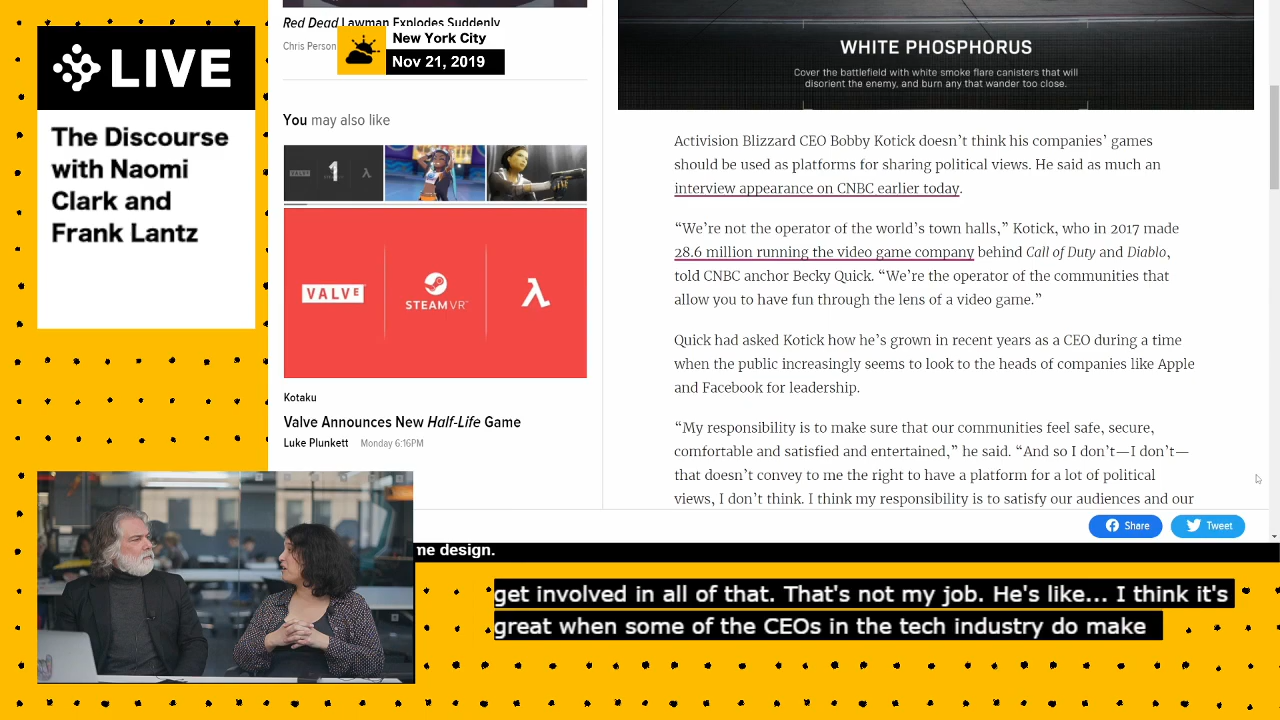 LIVE
The Discourse
with Naomi
Clark and
Frank Lantz
Red Dead Lawman Explodes Suddenly
Chris Person
New York City
Nov 21, 2019
You may also like
VALVE
1
VALVE
STEAMVR
λ
Kotaku
Valve Announces New Half-Life Game
Luke Plunkett Monday 6:16PM
WHITE PHOSPHORUS
Cover the battlefield with white smoke flare canisters that will
disorient the enemy, and burn any that wander too close.
Activision Blizzard CEO Bobby Kotick doesn’t think his companies’ games
should be used as platforms for sharing political views. He said as much an
interview appearance on CNBC earlier today.
“We’re not the operator of the world’s town halls,” Kotick, who in 2017 made
28.6 million running the video game company behind Call of Duty and Diablo,
told CNBC anchor Becky Quick. “We’re the operator of the communities that
allow you to have fun through the lens of a video game.”
Quick had asked Kotick how he’s grown in recent years as a CEO during a time
when the public increasingly seems to look to the heads of companies like Apple
and Facebook for leadership.
“My responsibility is to make sure that our communities feel safe, secure,
comfortable and satisfied and entertained,” he said. “And so I don’t—I don’t—
that doesn’t convey to me the right to have a platform for a lot of political
views, I don’t think. I think my responsibility is to satisfy our audiences and our
Share
Tweet
me design.
get involved in all of that. That's not my job. He's like... I think it's
great when some of the CEOs in the tech industry do make